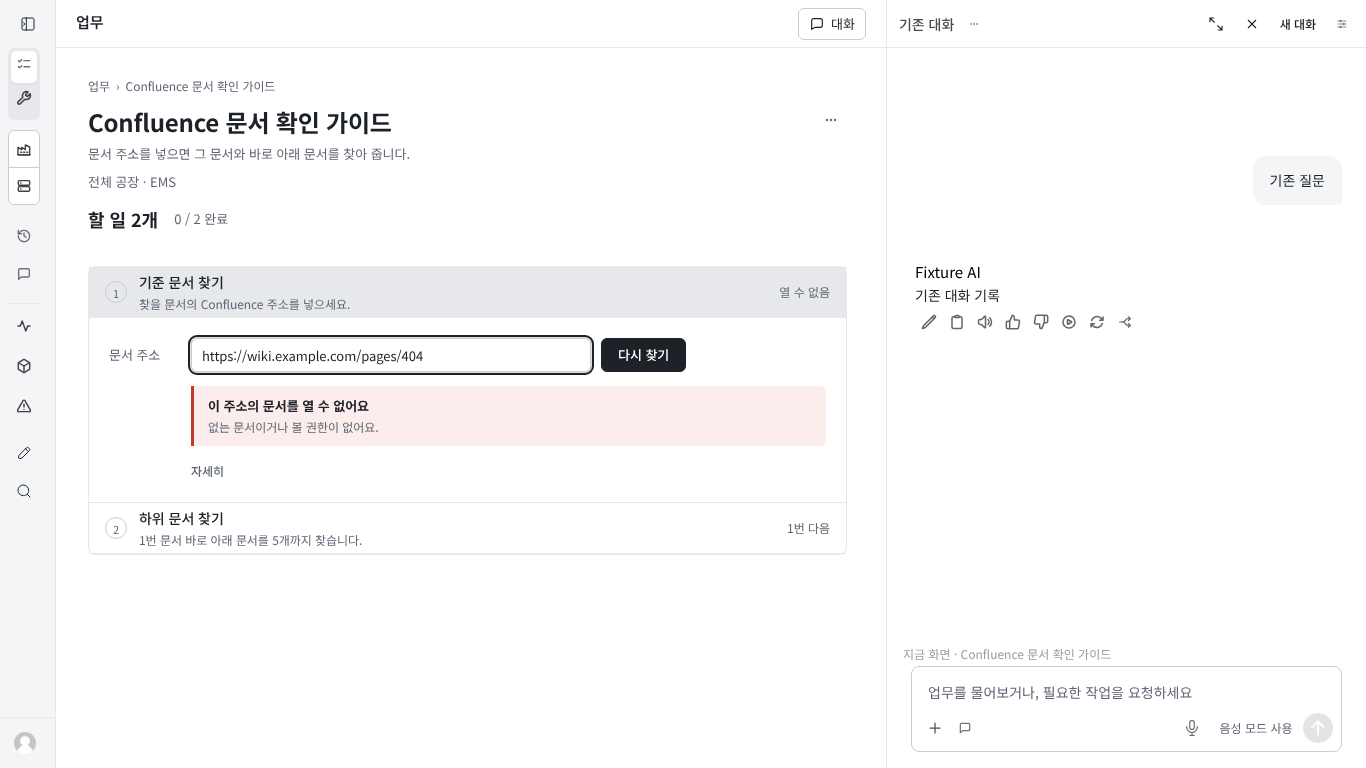 업무
대화
업무 › Confluence 문서 확인 가이드
Confluence 문서 확인 가이드
문서 주소를 넣으면 그 문서와 바로 아래 문서를 찾아 줍니다.
전체 공장 · EMS
할 일 2개 0 / 2 완료
1
기준 문서 찾기
찾을 문서의 Confluence 주소를 넣으세요.
열 수 없음
문서 주소
https://wiki.example.com/pages/404
다시 찾기
이 주소의 문서를 열 수 없어요
없는 문서이거나 볼 권한이 없어요.
자세히
2
하위 문서 찾기
1번 문서 바로 아래 문서를 5개까지 찾습니다.
1번 다음
기존 대화
새 대화
기존 질문
Fixture AI
기존 대화 기록
지금 화면 · Confluence 문서 확인 가이드
업무를 물어보거나, 필요한 작업을 요청하세요
음성 모드 사용